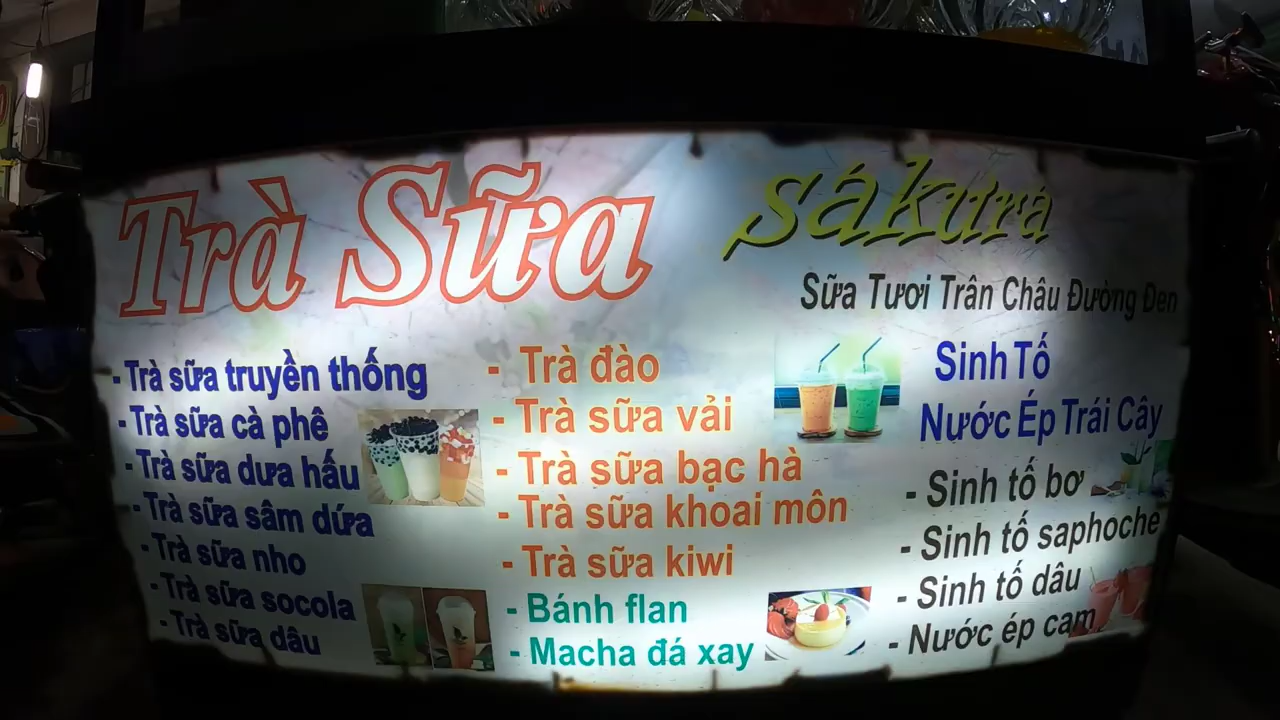 Trà Sữa
sákúrá
Sữa Tươi Trân Châu Đường Đen
- Trà sữa truyền thống
- Trà sữa cà phê
- Trà sữa dưa hấu
- Trà sữa sâm dứa
- Trà sữa nho
- Trà sữa socola
- Trà sữa dâu
- Trà đào
- Trà sữa vải
- Trà sữa bạc hà
- Trà sữa khoai môn
- Trà sữa kiwi
- Bánh flan
- Macha đá xay
Sinh Tố
Nước Ép Trái Cây
- Sinh tố bơ
- Sinh tố saphoche
- Sinh tố dâu
- Nước ép cam